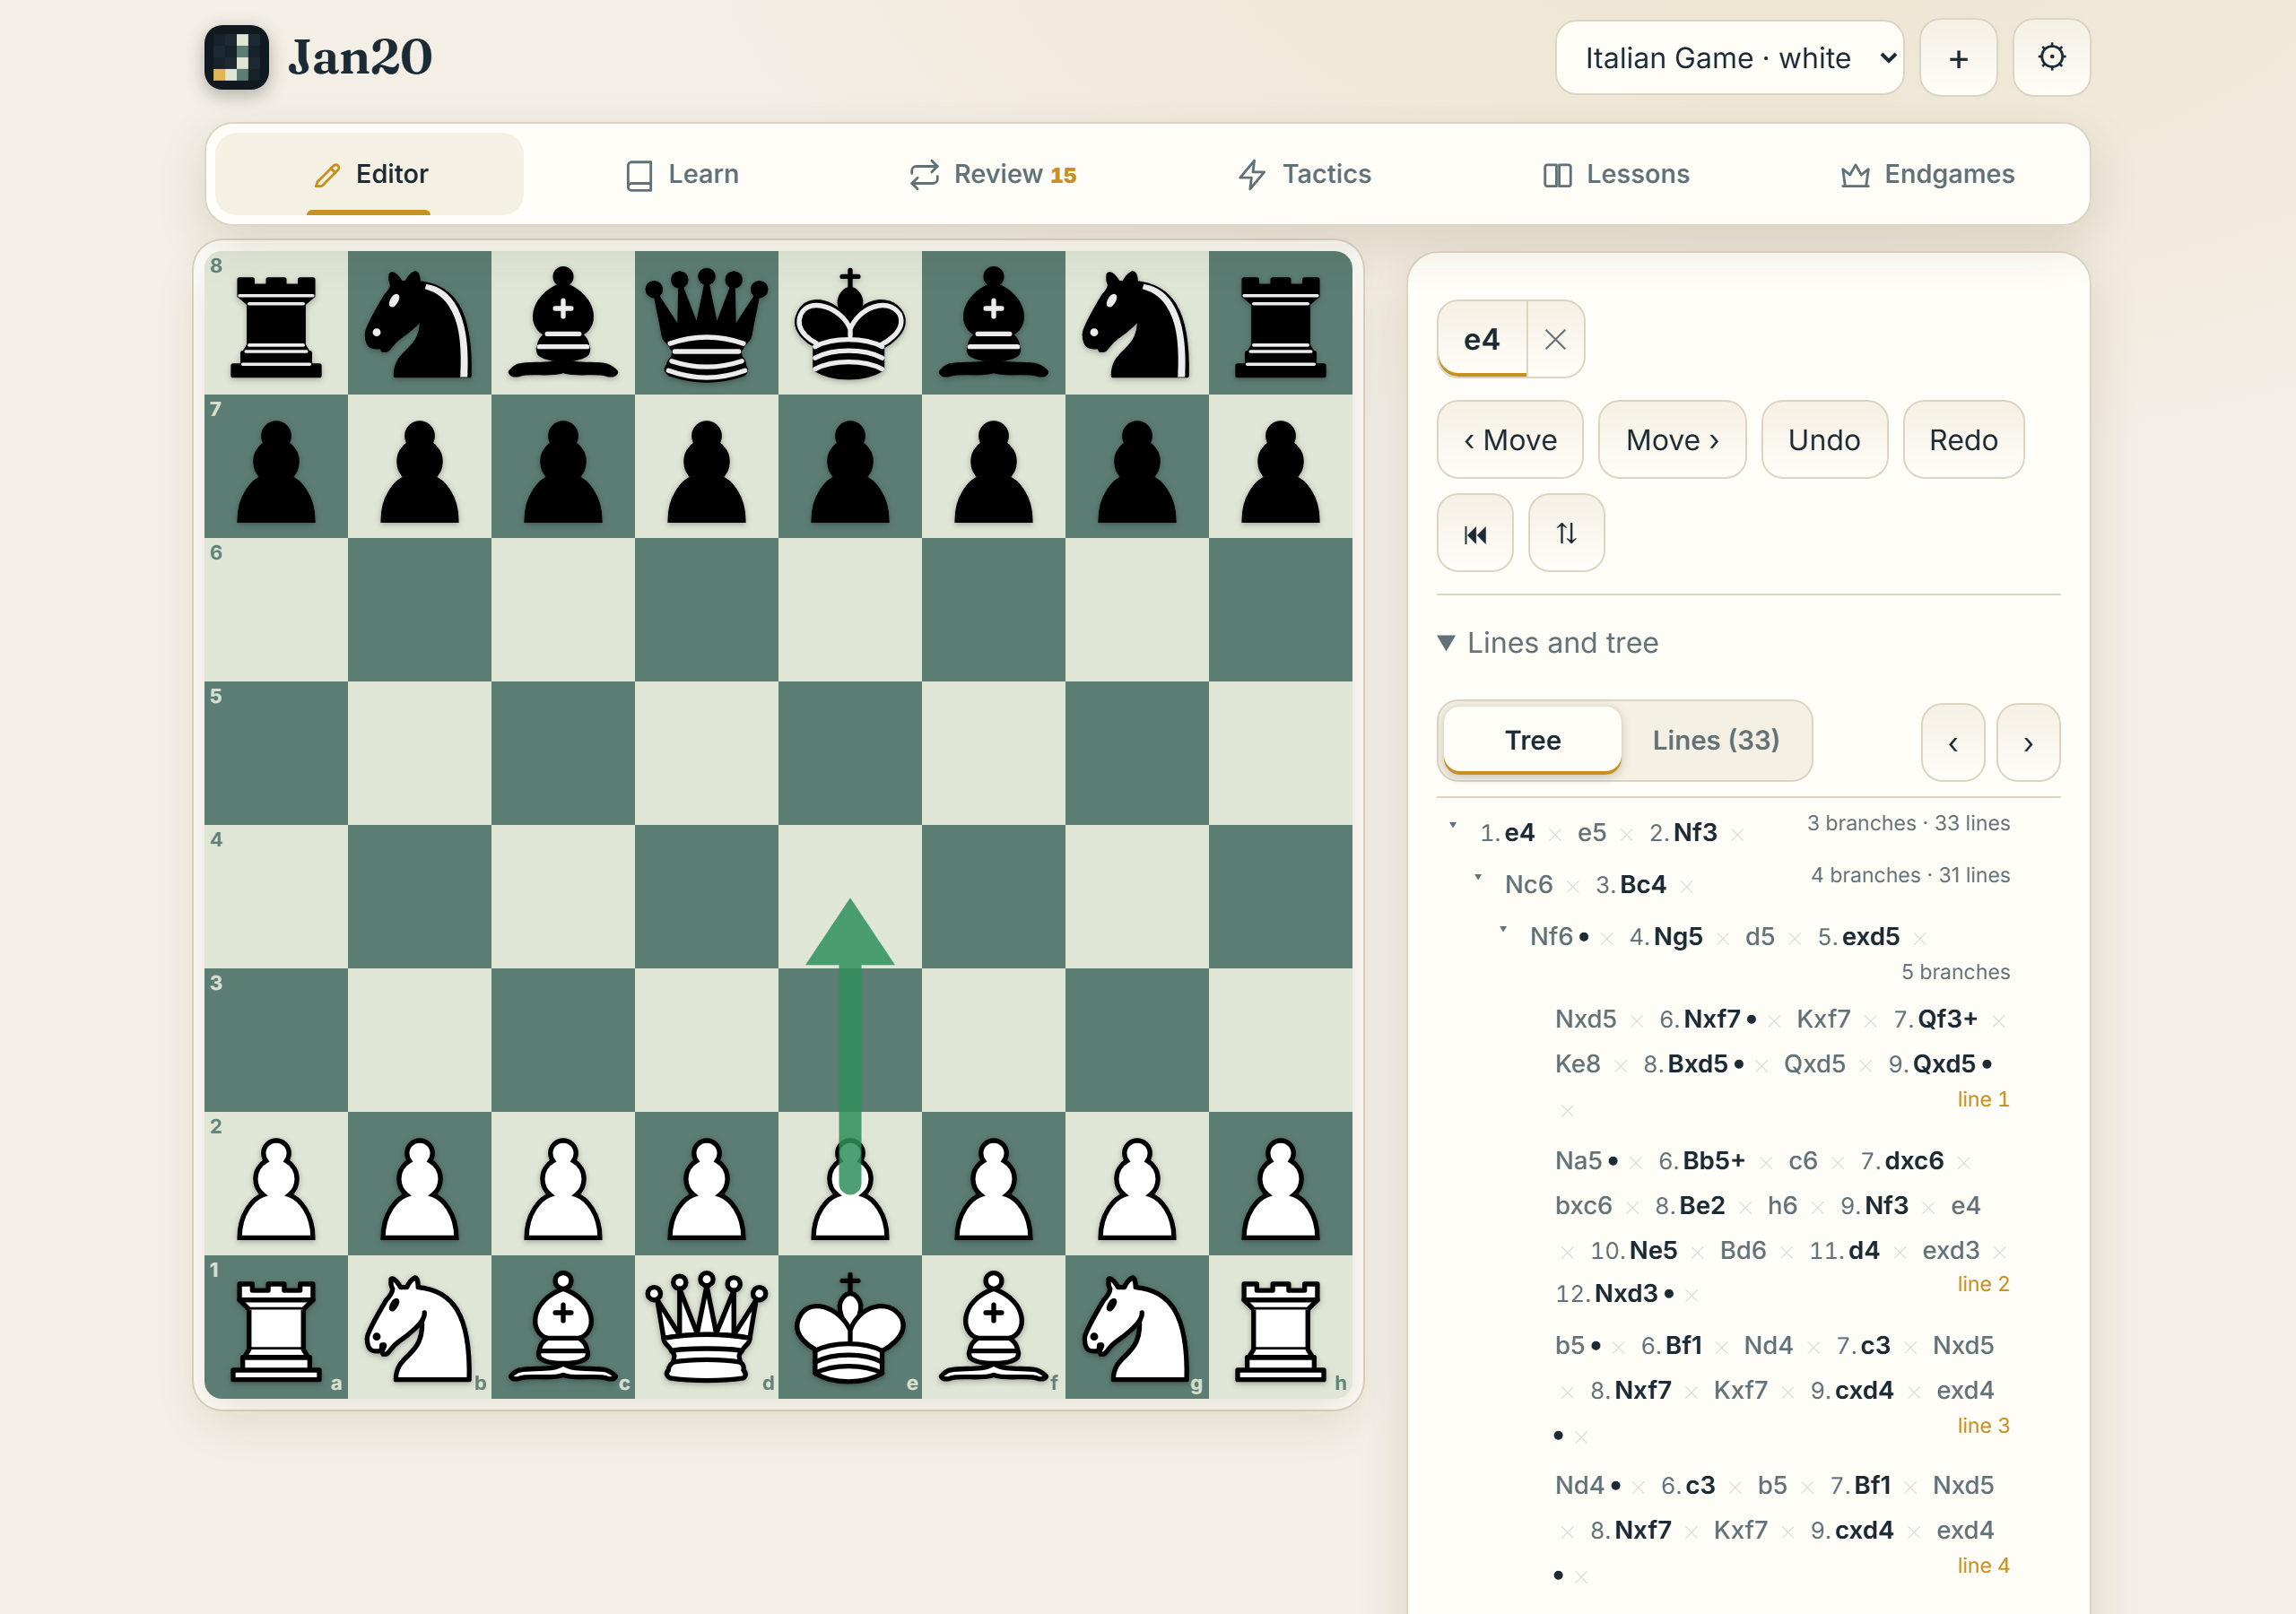 Jan20
Italian Game · white
+
Editor
Learn
Review 15
Tactics
Lessons
Endgames
8
7
6
5
4
3
2
1
a b c d e f g h
e4 ×
‹ Move
Move ›
Undo
Redo
▼ Lines and tree
Tree
Lines (33)
‹ ›
1. e4 × e5 × 2. Nf3 × 3 branches · 33 lines
Nc6 × 3. Bc4 × 4 branches · 31 lines
Nf6 • × 4. Ng5 × d5 × 5. exd5 ×
5 branches
Nxd5 × 6. Nxf7 • × Kxf7 × 7. Qf3+ ×
Ke8 × 8. Bxd5 • × Qxd5 × 9. Qxd5 •
× line 1
Na5 • × 6. Bb5+ × c6 × 7. dxc6 ×
bxc6 × 8. Be2 × h6 × 9. Nf3 × e4
× 10. Ne5 × Bd6 × 11. d4 × exd3 ×
12. Nxd3 • × line 2
b5 • × 6. Bf1 × Nd4 × 7. c3 × Nxd5
× 8. Nxf7 × Kxf7 × 9. cxd4 × exd4
• × line 3
Nd4 • × 6. c3 × b5 × 7. Bf1 × Nxd5
× 8. Nxf7 × Kxf7 × 9. cxd4 × exd4
• × line 4